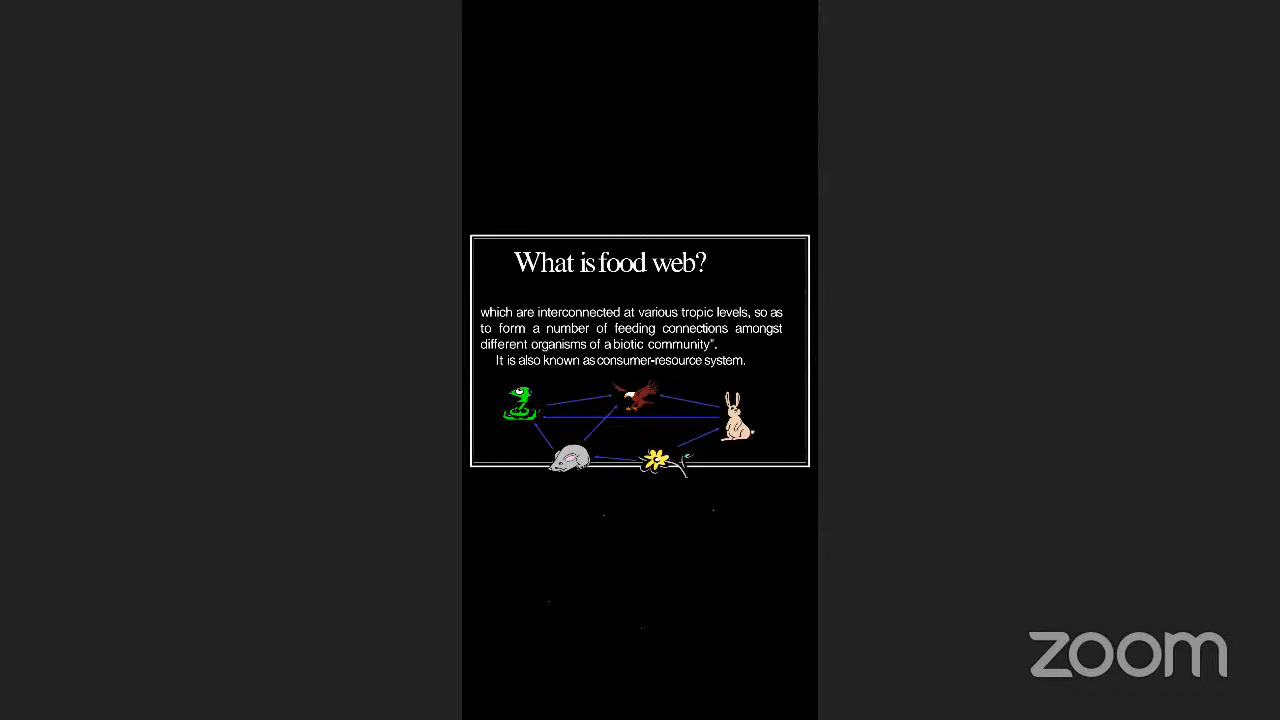 What is food web?
which are interconnected at various tropic levels, so as
to form a number of feeding connections amongst
different organisms of a biotic community".
It is also known as consumer-resource system.
zoom